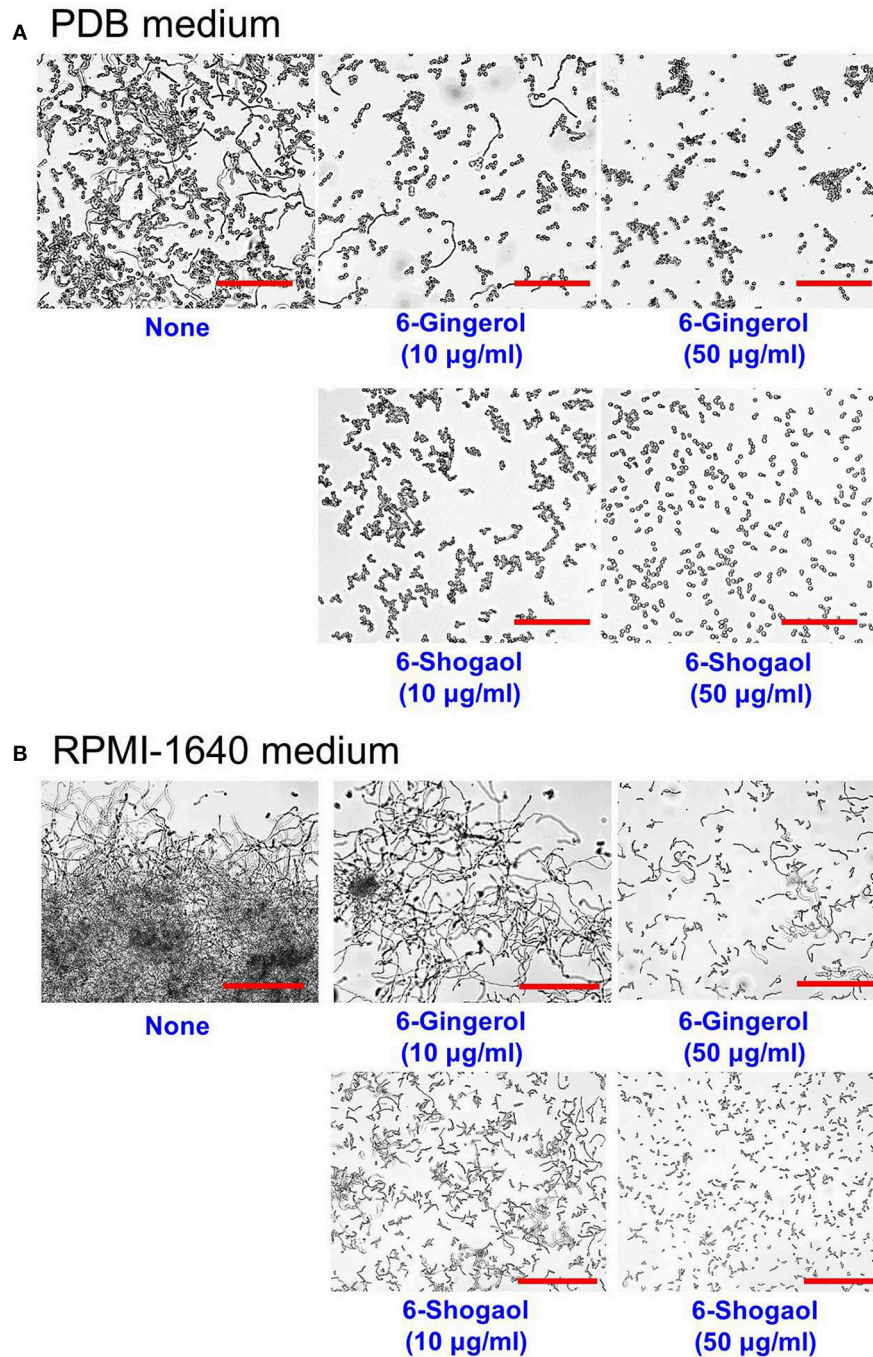 A PDB medium
None
6-Gingerol
(10 µg/ml)
6-Gingerol
(50 µg/ml)
6-Shogaol
(10 µg/ml)
6-Shogaol
(50 µg/ml)
B RPMI-1640 medium
None
6-Gingerol
(10 µg/ml)
6-Gingerol
(50 µg/ml)
6-Shogaol
(10 µg/ml)
6-Shogaol
(50 µg/ml)